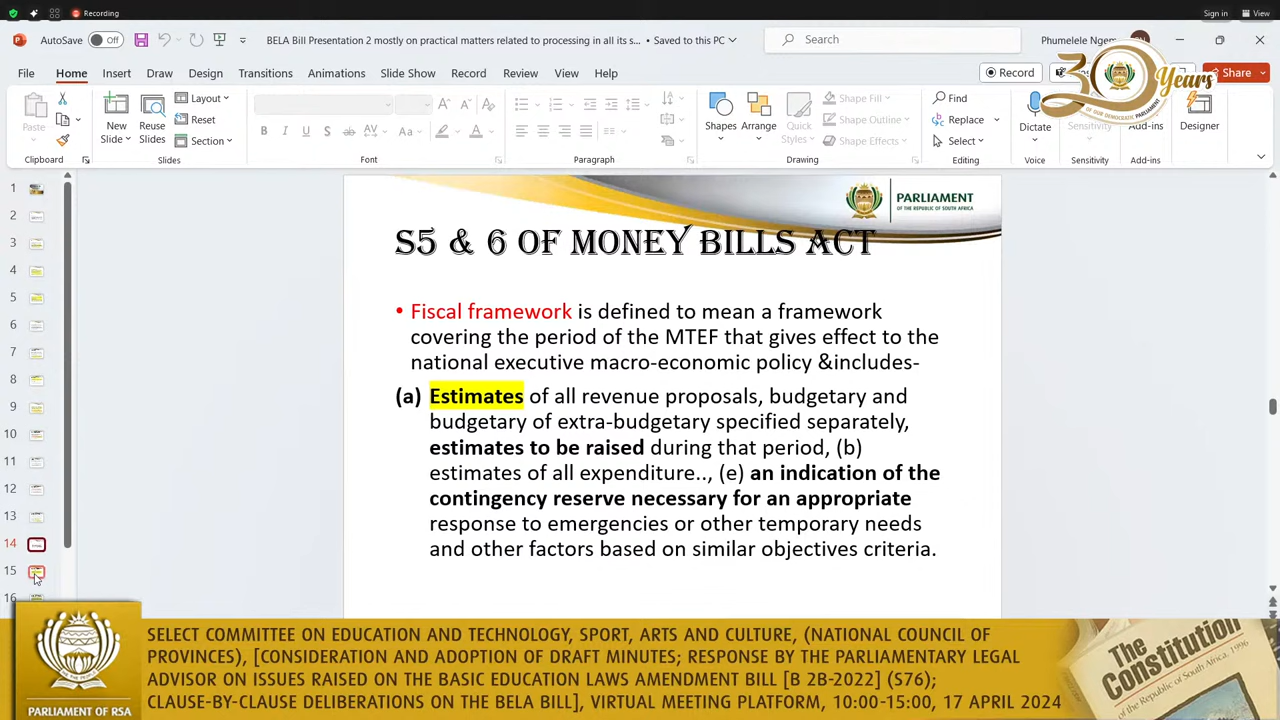 Recording
Sign in
View
AutoSave
Off
BELA Bill Presentation 2 mostly on practical matters related to processing in all its s... • Saved to this PC
Search
Phumelele Ngem
File
Home
Insert
Draw
Design
Transitions
Animations
Slide Show
Record
Review
View
Help
Record
Share
30 Years
OF OUR DEMOCRATIC PARLIAMENT
Paste
New
Slide
Reuse
Slides
Layout
Reset
Section
Shapes
Arrange
Quick
Styles
Shape Fill
Shape Outline
Shape Effects
Find
Replace
Select
Dictate
Sensitivity
Add-ins
Designer
Clipboard
Slides
Font
Paragraph
Drawing
Editing
Voice
Sensitivity
Add-ins
1
2
3
4
5
6
7
8
9
10
11
12
13
14
15
16
PARLIAMENT
OF THE REPUBLIC OF SOUTH AFRICA
S5 & 6 OF MONEY BILLS ACT
• Fiscal framework is defined to mean a framework
covering the period of the MTEF that gives effect to the
national executive macro-economic policy &includes-
(a) Estimates of all revenue proposals, budgetary and
budgetary of extra-budgetary specified separately,
estimates to be raised during that period, (b)
estimates of all expenditure.., (e) an indication of the
contingency reserve necessary for an appropriate
response to emergencies or other temporary needs
and other factors based on similar objectives criteria.
PARLIAMENT OF RSA
SELECT COMMITTEE ON EDUCATION AND TECHNOLOGY, SPORT, ARTS AND CULTURE, (NATIONAL COUNCIL OF
PROVINCES), [CONSIDERATION AND ADOPTION OF DRAFT MINUTES; RESPONSE BY THE PARLIAMENTARY LEGAL
ADVISOR ON ISSUES RAISED ON THE BASIC EDUCATION LAWS AMENDMENT BILL [B 2B-2022] (S76);
CLAUSE-BY-CLAUSE DELIBERATIONS ON THE BELA BILL], VIRTUAL MEETING PLATFORM, 10:00-15:00, 17 APRIL 2024
The
Constitution